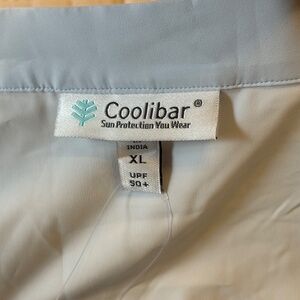 Coolibar®
Sun Protection You Wear
INDIA
XL
UPF
50+